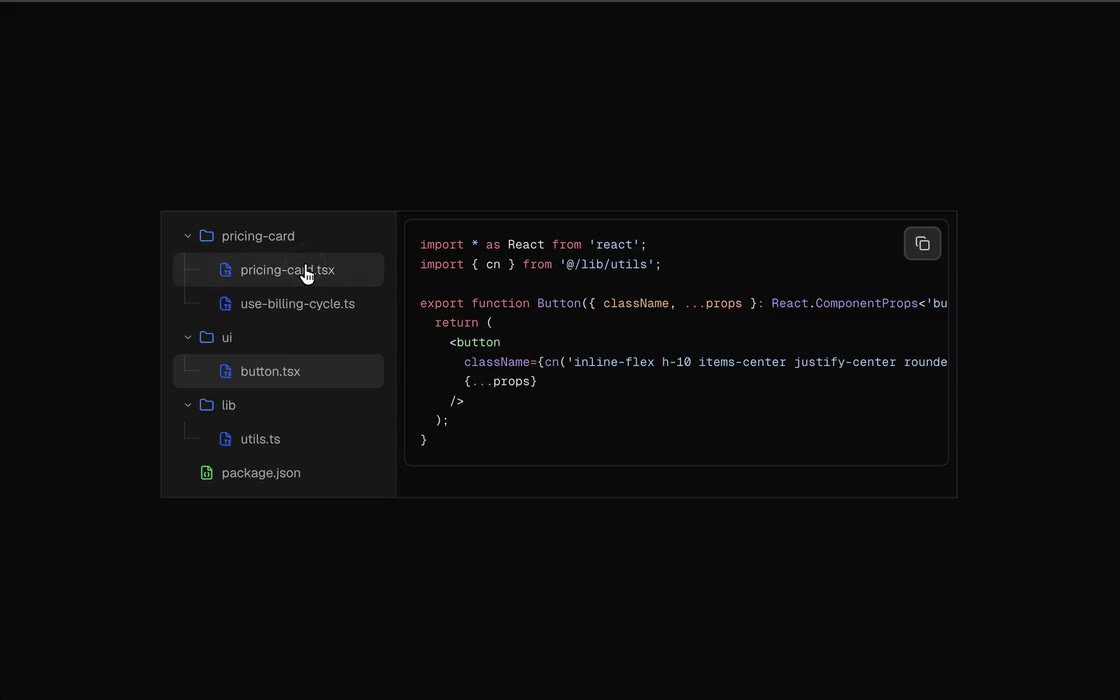 pricing-card
pricing-card.tsx
use-billing-cycle.ts
ui
button.tsx
lib
utils.ts
package.json
import * as React from 'react';
import { cn } from '@/lib/utils';
export function Button({ className, ...props }: React.ComponentProps<'bu
return (
<button
className={cn('inline-flex h-10 items-center justify-center rounde
{...props}
/>
);
}